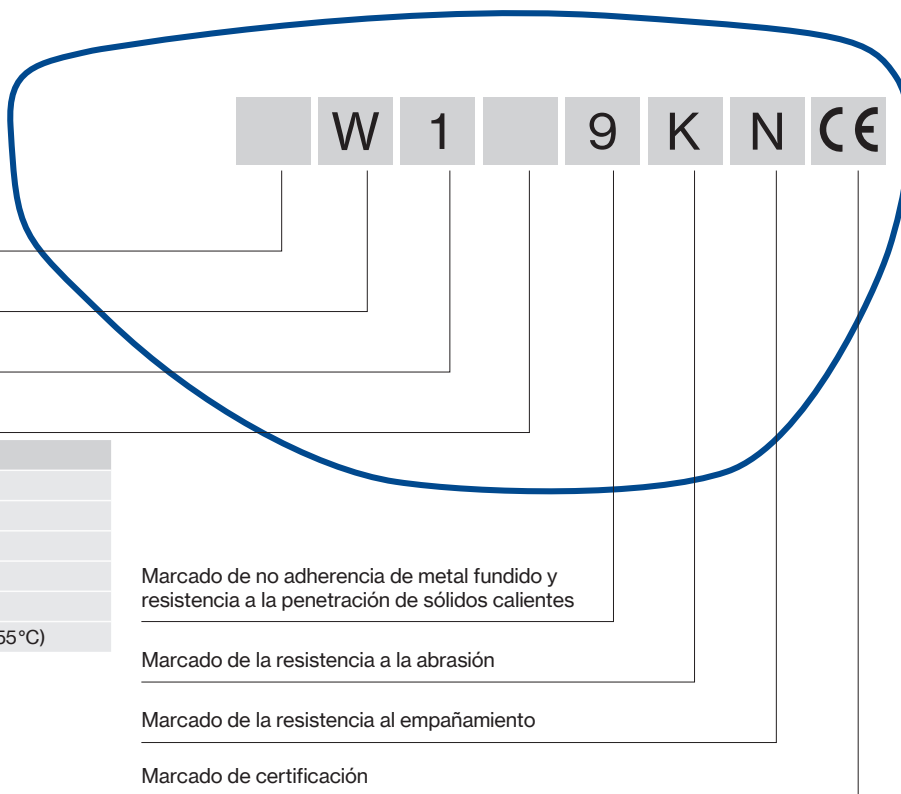 W 1 9 K N CE
55°C)
Marcado de no adherencia de metal fundido y
resistencia a la penetración de sólidos calientes
Marcado de la resistencia a la abrasión
Marcado de la resistencia al empañamiento
Marcado de certificación